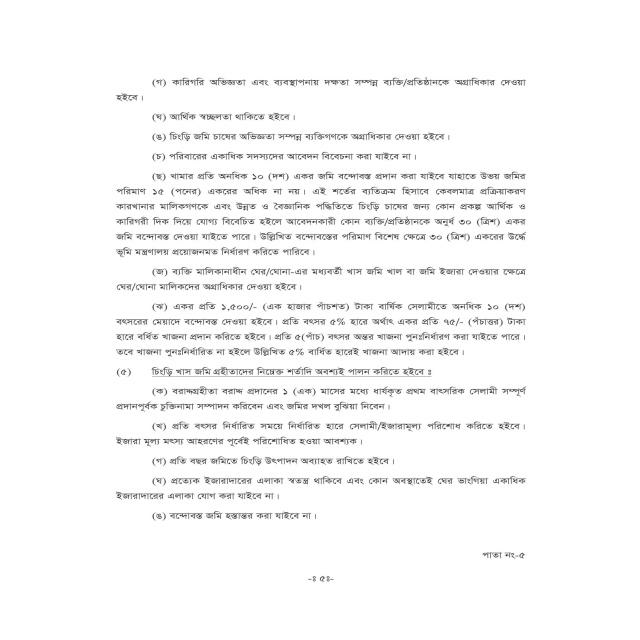 (গ) কারিগরি অভিজ্ঞতা এবং ব্যবস্থাপনায় দক্ষতা সম্পন্ন ব্যক্তি/প্রতিষ্ঠানকে অগ্রাধিকার দেওয়া
হইবে।
(ঘ) আর্থিক স্বচ্ছলতা থাকিতে হইবে।
(ঙ) চিংড়ি জমি চাষের অভিজ্ঞতা সম্পন্ন ব্যক্তিগণকে অগ্রাধিকার দেওয়া হইবে।
(চ) পরিবারের একাধিক সদস্যদের আবেদন বিবেচনা করা যাইবে না।
(ছ) খামার প্রতি অনধিক ১০ (দশ) একর জমি বন্দোবস্ত প্রদান করা যাইবে যাহাতে উভয় জমির
পরিমাণ ১৫ (পনের) একরের অধিক না নয়। এই শর্তের ব্যতিক্রম হিসাবে কেবলমাত্র প্রক্রিয়াকরণ
কারখানার মালিকগণকে এবং উন্নত ও বৈজ্ঞানিক পদ্ধিতিতে চিংড়ি চাষের জন্য কোন প্রকল্প আর্থিক ও
কারিগরী দিক দিয়ে যোগ্য বিবেচিত হইলে আবেদনকারী কোন ব্যক্তি/প্রতিষ্ঠানকে অনুর্ধ ৩০ (ত্রিশ) একর
জমি বন্দোবস্ত দেওয়া যাইতে পারে। উল্লিখিত বন্দোবস্তের পরিমাণ বিশেষ ক্ষেত্রে ৩০ (ত্রিশ) একরের উর্দ্ধে
ভূমি মন্ত্রণালয় প্রয়োজনমত নির্ধারণ করিতে পারিবে।
(জ) ব্যক্তি মালিকানাধীন ঘের/ঘোনা-এর মধ্যবর্তী খাস জমি খাল বা জমি ইজারা দেওয়ার ক্ষেত্রে
ঘের/ঘোনা মালিকদের অগ্রাধিকার দেওয়া হইবে।
(ঝ) একর প্রতি ১,৫০০/- (এক হাজার পাঁচশত) টাকা বার্ষিক সেলামীতে অনধিক ১০ (দশ)
বৎসরের মেয়াদে বন্দোবস্ত দেওয়া হইবে। প্রতি বৎসর ৫% হারে অর্থাৎ একর প্রতি ৭৫/- (পঁচাত্তর) টাকা
হারে বর্ধিত খাজনা প্রদান করিতে হইবে। প্রতি ৫(পাঁচ) বৎসর অন্তর খাজনা পুনঃনির্ধারণ করা যাইতে পারে।
তবে খাজনা পুনঃনির্ধারিত না হইলে উল্লিখিত ৫% বার্ধিত হারেই খাজনা আদায় করা হইবে।
(৫) চিংড়ি খাস জমি গ্রহীতাদের নিম্নেক্ত শর্তাদি অবশ্যই পালন করিতে হইবে ঃ
(ক) বরাদ্দগ্রহীতা বরাদ্দ প্রদানের ১ (এক) মাসের মধ্যে ধার্যকৃত প্রথম বাৎসরিক সেলামী সম্পূর্ণ
প্রদানপূর্বক চুক্তিনামা সম্পাদন করিবেন এবং জমির দখল বুঝিয়া নিবেন।
(খ) প্রতি বৎসর নির্ধারিত সময়ে নির্ধারিত হারে সেলামী/ইজারামূল্য পরিশোধ করিতে হইবে।
ইজারা মূল্য মৎস্য আহরণের পূর্বেই পরিশোধিত হওয়া আবশ্যক।
(গ) প্রতি বছর জমিতে চিংড়ি উৎপাদন অব্যাহত রাখিতে হইবে।
(ঘ) প্রত্যেক ইজারাদারের এলাকা স্বতন্ত্র থাকিবে এবং কোন অবস্থাতেই ঘের ভাংগিয়া একাধিক
ইজারাদারের এলাকা যোগ করা যাইবে না।
(ঙ) বন্দোবস্ত জমি হস্তান্তর করা যাইবে না।
পাতা নং-৫
-ঃ ৫ঃ-